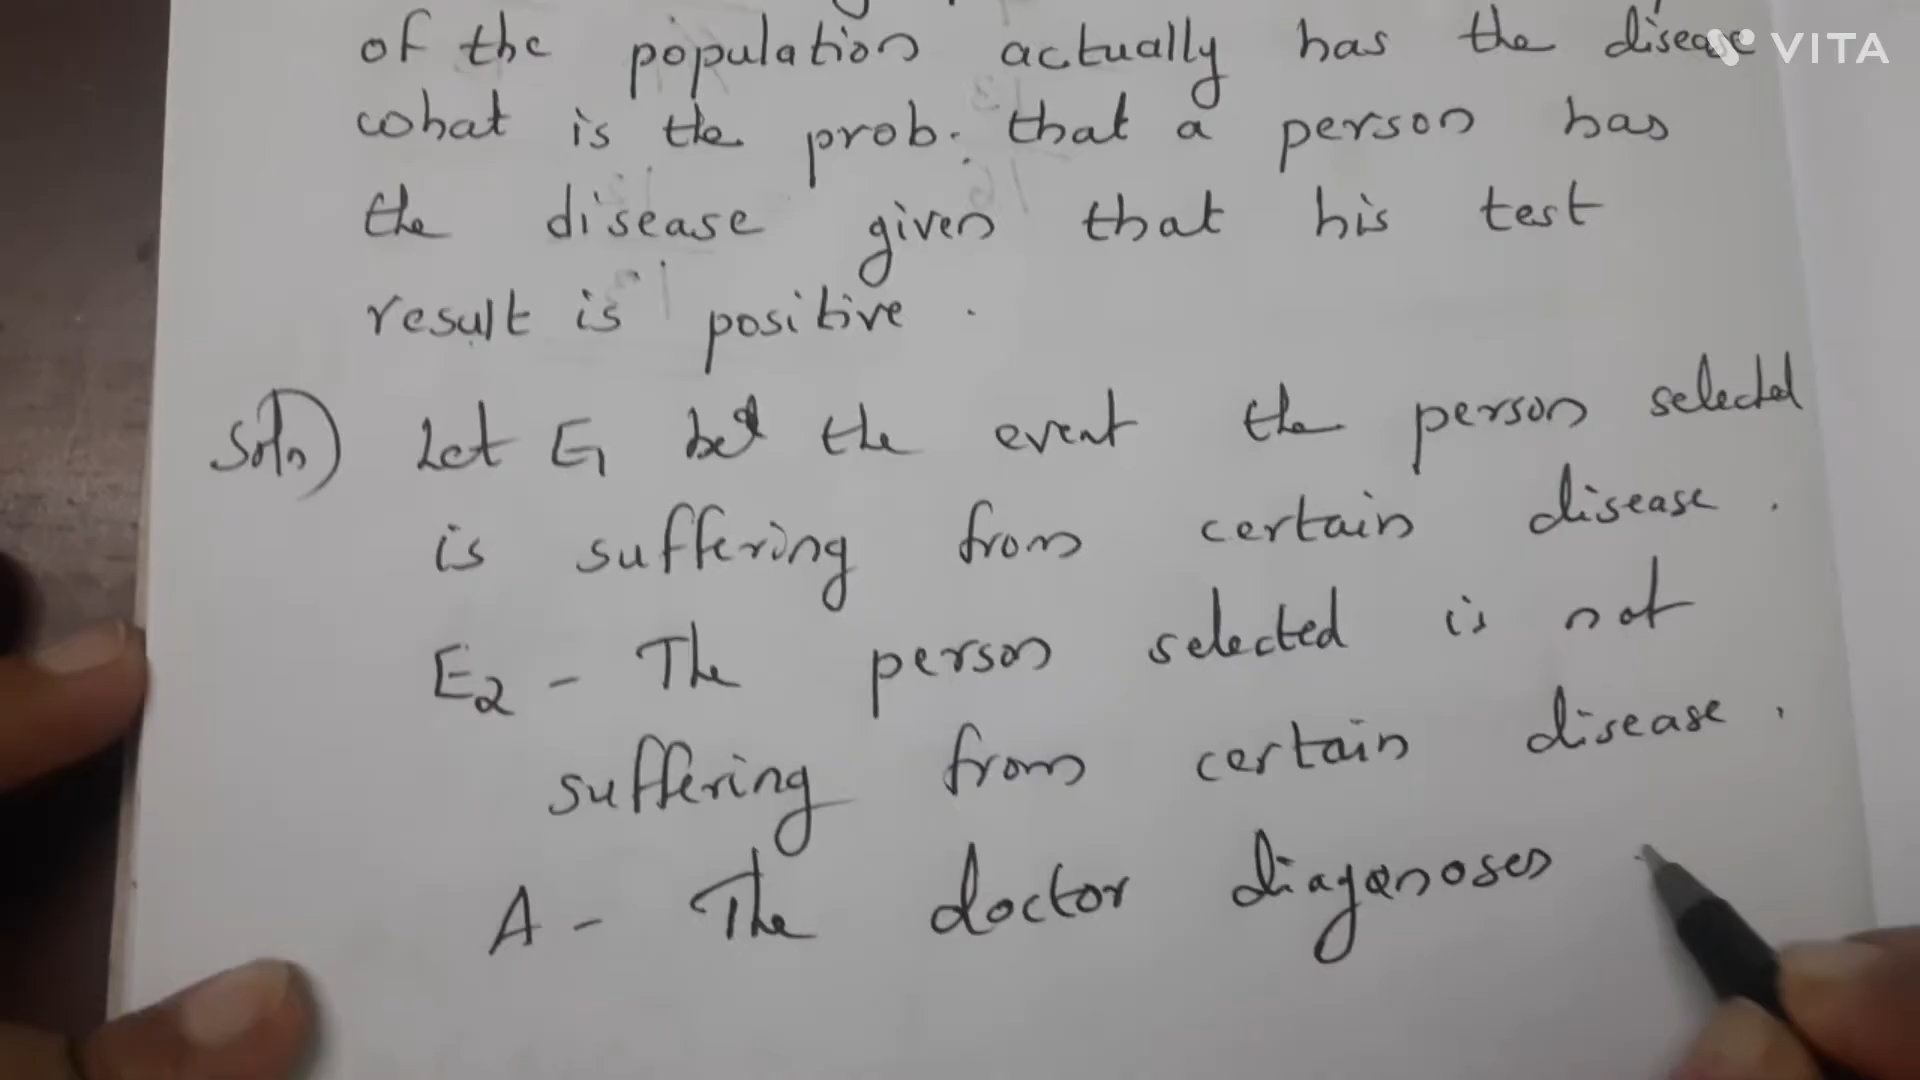 of the population actually has the disease
VITA
what is the prob. that a person has
the disease given that his test
result is positive.
Soln) Let E1 be the event the person selected
is suffering from certain disease.
E2 - The person selected is not
suffering from certain disease.
A - The doctor diaganoses